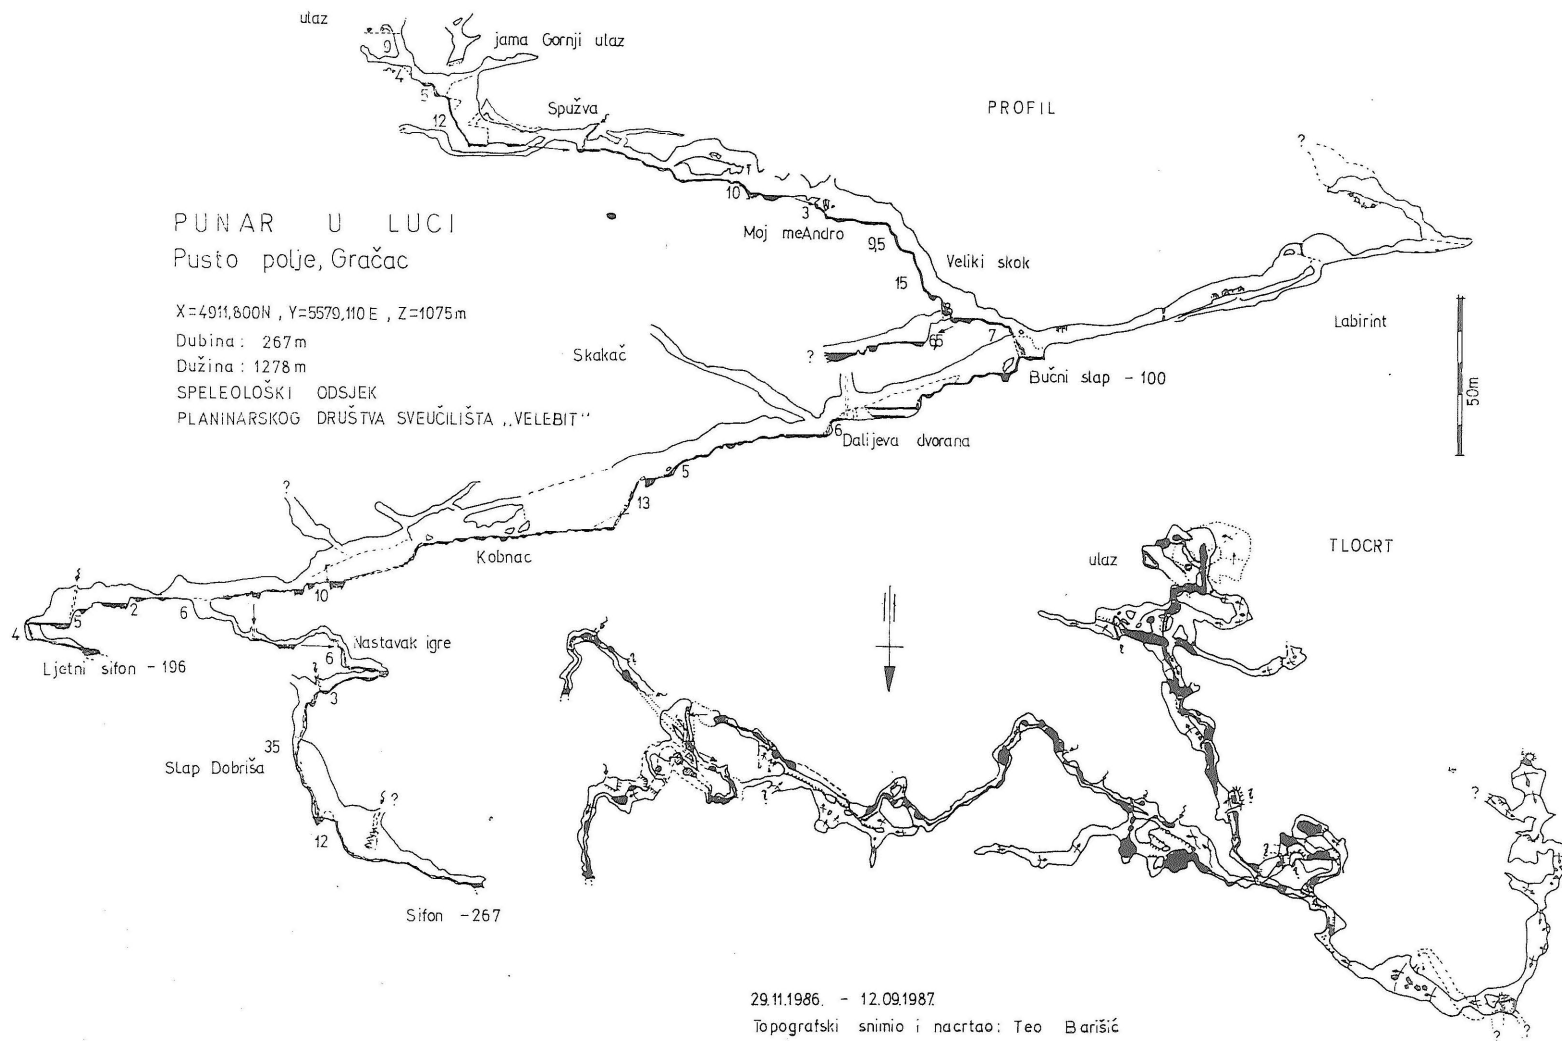 ulaz
jama Gornji ulaz
9
4
5
12
Spužva
PROFIL
?
10
3
Moj meAndro
9,5
15
Veliki skok
PUNAR U LUCI
Pusto polje, Gračac
X=4911,800N , Y=5579,110 E , Z=1075m
Dubina : 267m
Dužina : 1278 m
SPELEOLOŠKI ODSJEK
PLANINARSKOG DRUŠTVA SVEUČILIŠTA ,,VELEBIT"
Skakač
?
7
Labirint
50m
Bučni slap -100
6
Dalijeva dvorana
5
13
?
Kobnac
10
6
2
5
4
Ljetni sifon -196
Nastavak igre
6
3
35
Slap Dobriša
?
12
Sifon -267
ulaz
TLOCRT
?
?
?
?
29.11.1986. - 12.09.1987.
Topografski snimio i nacrtao: Teo Barišić